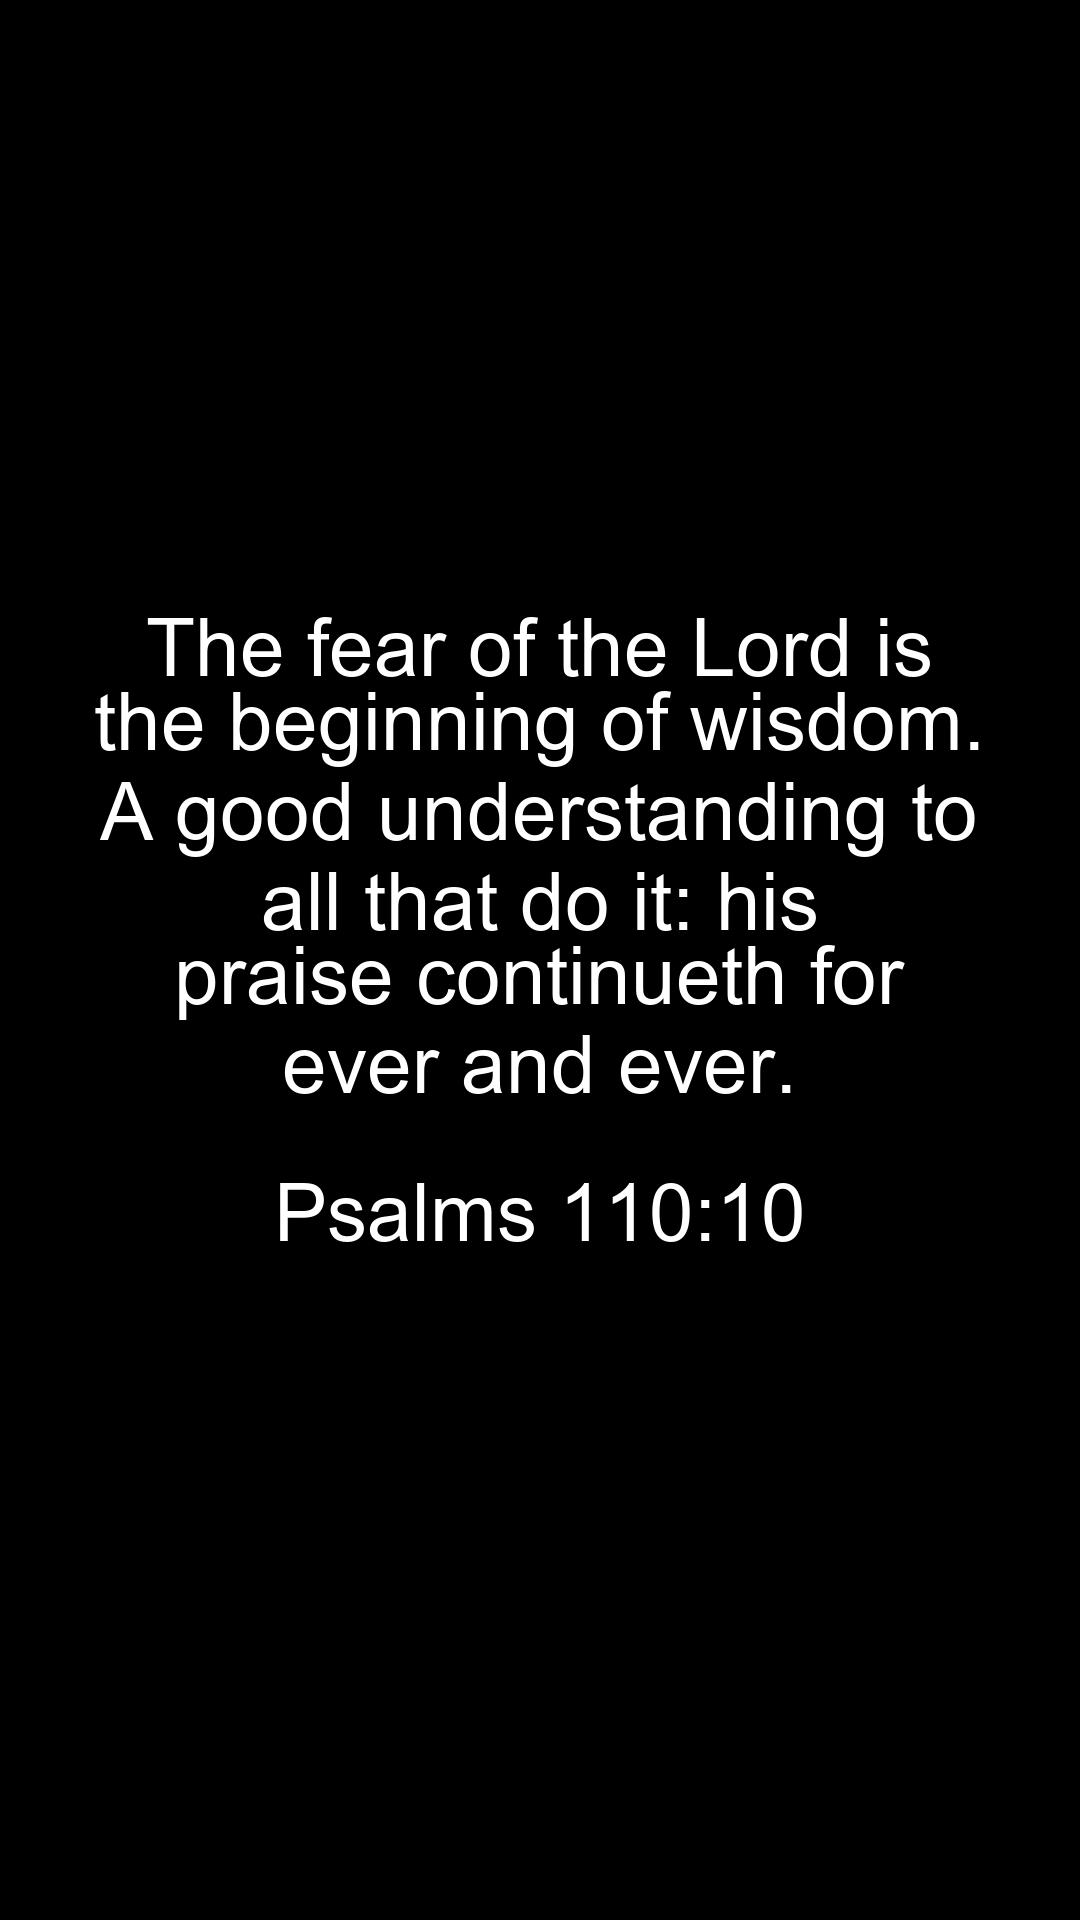 The fear of the Lord is
the beginning of wisdom.
A good understanding to
all that do it: his
praise continueth for
ever and ever.
Psalms 110:10